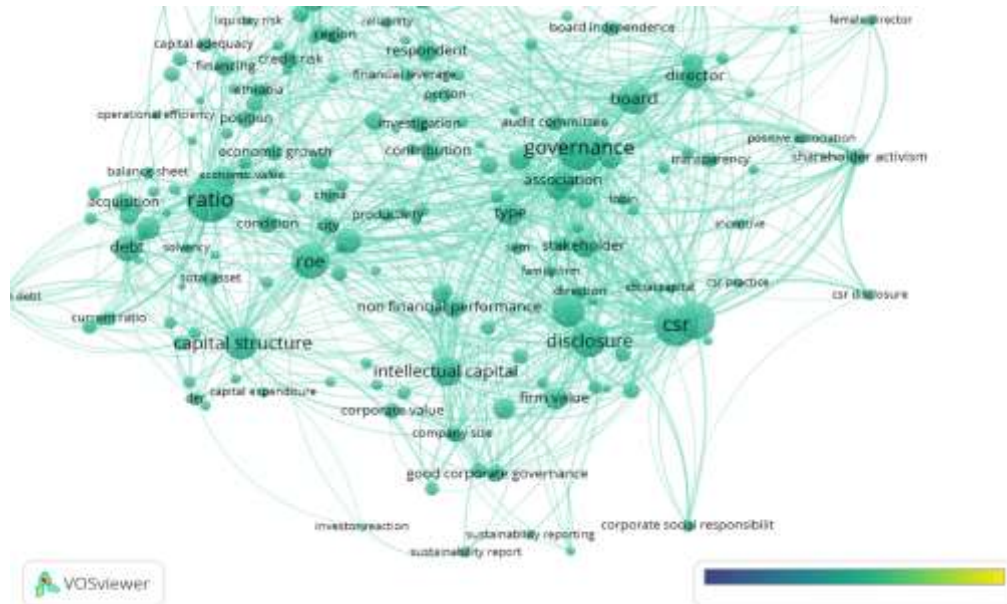 liquidity risk
reliability
board independence
female director
region
capital adequacy
respondent
credit risk
financing
financial leverage
director
ethiopia
person
board
operational efficiency
position
investigation
audit committee
governance
positive association
economic growth
contribution
transparency
shareholder activism
balance sheet
economic value
association
china
tobin
acquisition
ratio
productivity
type
condition
city
incentive
debt
solvency
sem
stakeholder
roe
family firm
total asset
direction
social capital
csr practice
debt
csr disclosure
non financial performance
current ratio
csr
capital structure
disclosure
intellectual capital
der
capital expenditure
firm value
corporate value
company size
good corporate governance
investor reaction
corporate social responsibilit
sustainability reporting
sustainability report
VOSviewer